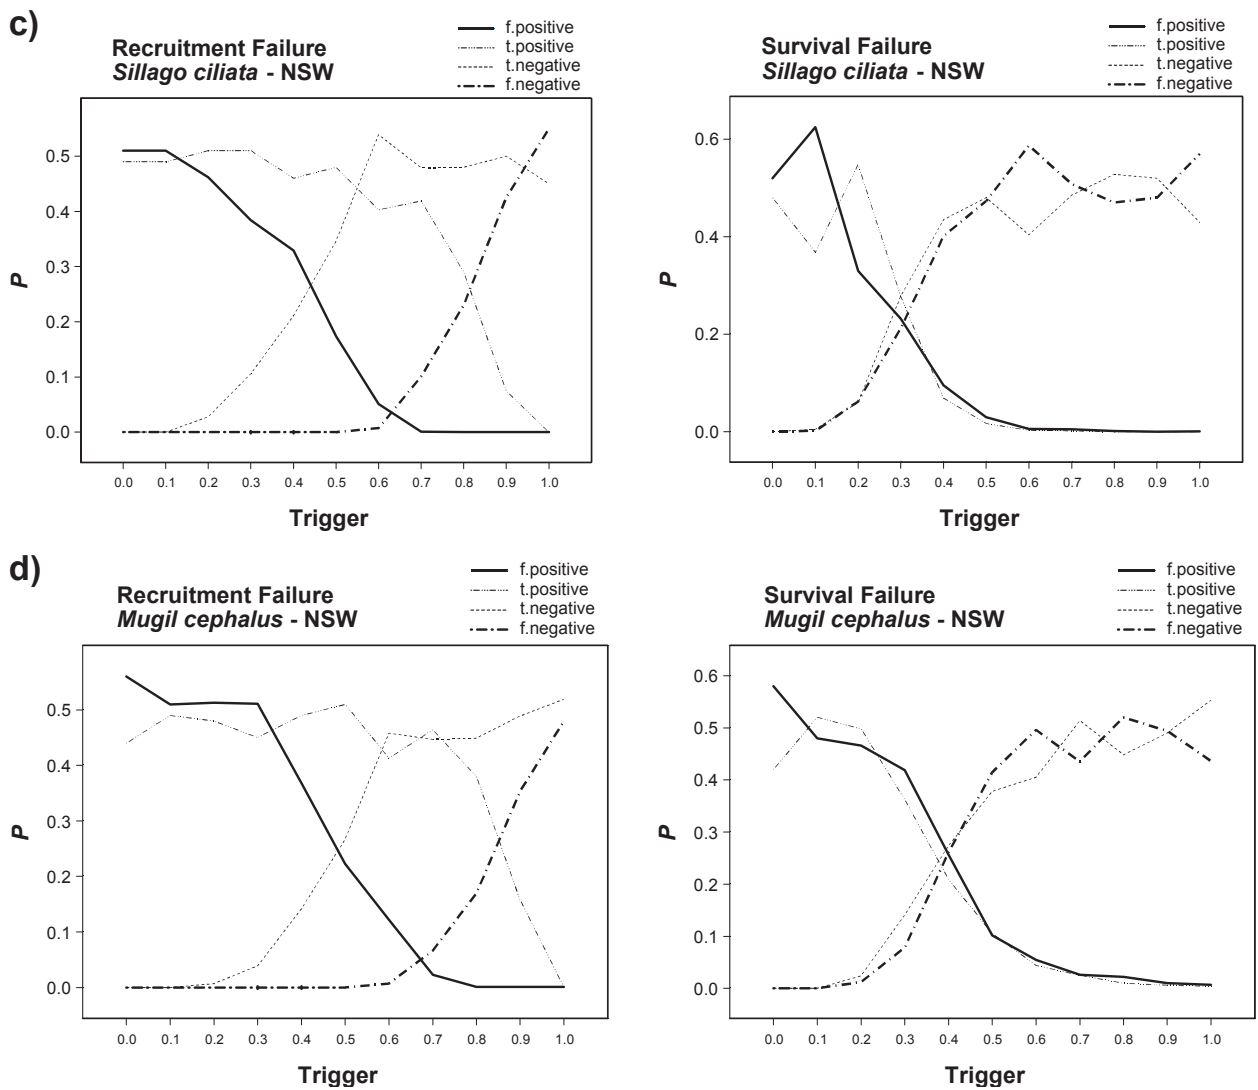 c)
Recruitment Failure
Sillago ciliata - NSW
f.positive
t.positive
t.negative
f.negative
P
0.5
0.4
0.3
0.2
0.1
0.0
0.0 0.1 0.2 0.3 0.4 0.5 0.6 0.7 0.8 0.9 1.0
Trigger
Survival Failure
Sillago ciliata - NSW
f.positive
t.positive
t.negative
f.negative
P
0.6
0.4
0.2
0.0
0.0 0.1 0.2 0.3 0.4 0.5 0.6 0.7 0.8 0.9 1.0
Trigger
d)
Recruitment Failure
Mugil cephalus - NSW
f.positive
t.positive
t.negative
f.negative
P
0.5
0.4
0.3
0.2
0.1
0.0
0.0 0.1 0.2 0.3 0.4 0.5 0.6 0.7 0.8 0.9 1.0
Trigger
Survival Failure
Mugil cephalus - NSW
f.positive
t.positive
t.negative
f.negative
P
0.6
0.5
0.4
0.3
0.2
0.1
0.0
0.0 0.1 0.2 0.3 0.4 0.5 0.6 0.7 0.8 0.9 1.0
Trigger